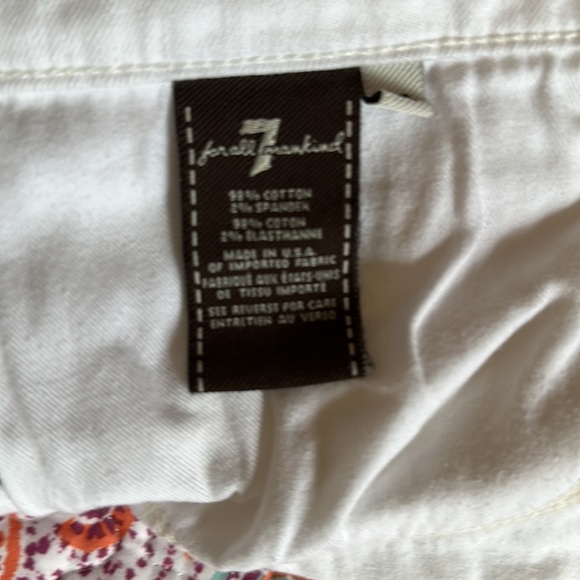 7
for all mankind
98% COTTON
2% SPANDEX
98% COTON
2% ELASTHANNE
MADE IN U.S.A.
OF IMPORTED FABRIC
FABRIQUÉ AUX ÉTATS-UNIS
DE TISSU IMPORTÉ
SEE REVERSE FOR CARE
ENTRETIEN AU VERSO